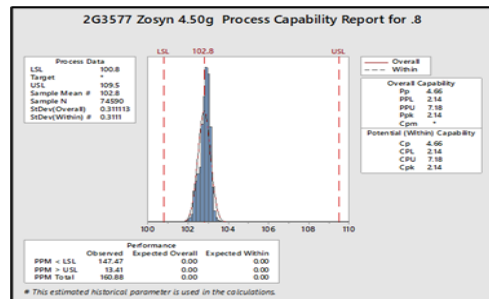 2G3577 Zosyn 4.50g Process Capability Report for .8
LSL 102.8 USL
Process Data
LSL 100.8
Target *
USL 109.5
Sample Mean # 102.8
Sample N 74590
StDev(Overall) 0.311113
StDev(Within) # 0.3111
Overall
Within
Overall Capability
Pp 4.66
PPL 2.14
PPU 7.18
Ppk 2.14
Cpm *
Potential (Within) Capability
Cp 4.66
CPL 2.14
CPU 7.18
Cpk 2.14
100 102 104 106 108 110
Performance
Observed Expected Overall Expected Within
PPM < LSL 147.47 0.00 0.00
PPM > USL 13.41 0.00 0.00
PPM Total 160.88 0.00 0.00
# This estimated historical parameter is used in the calculations.